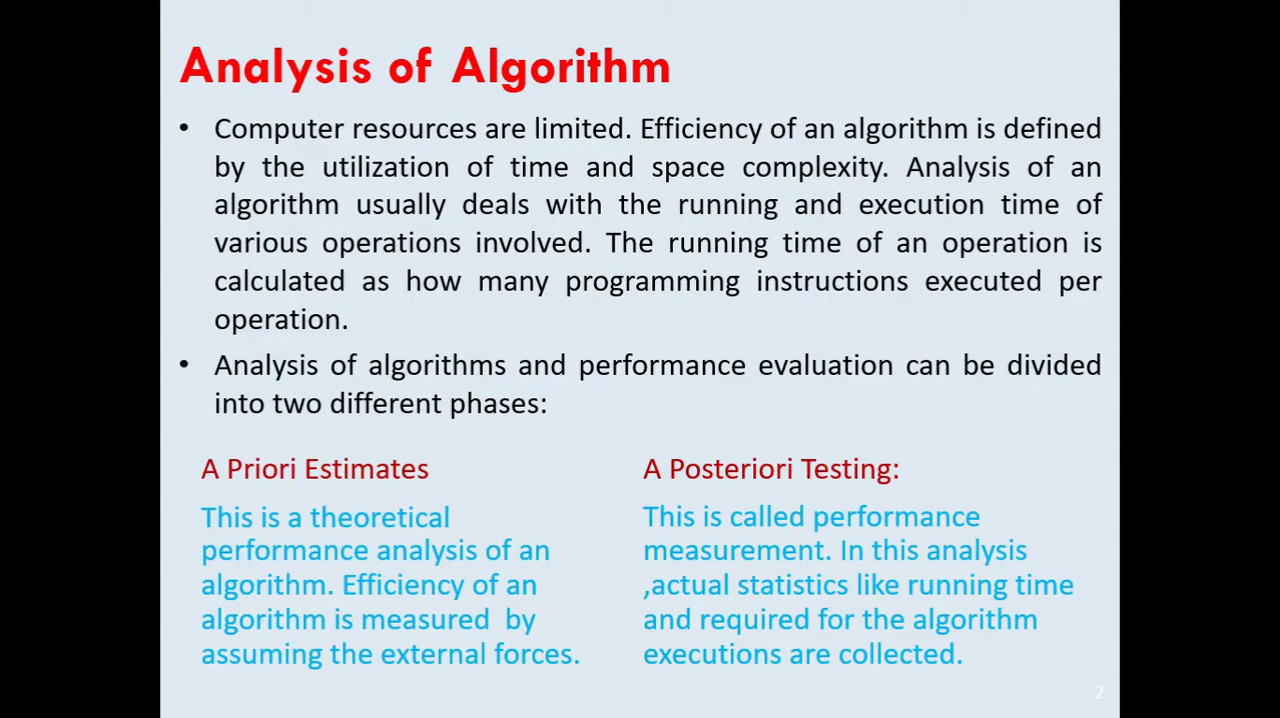 Analysis of Algorithm
• Computer resources are limited. Efficiency of an algorithm is defined
by the utilization of time and space complexity. Analysis of an
algorithm usually deals with the running and execution time of
various operations involved. The running time of an operation is
calculated as how many programming instructions executed per
operation.
• Analysis of algorithms and performance evaluation can be divided
into two different phases:
A Priori Estimates
This is a theoretical
performance analysis of an
algorithm. Efficiency of an
algorithm is measured  by
assuming the external forces.
A Posteriori Testing:
This is called performance
measurement. In this analysis
,actual statistics like running time
and required for the algorithm
executions are collected.
2